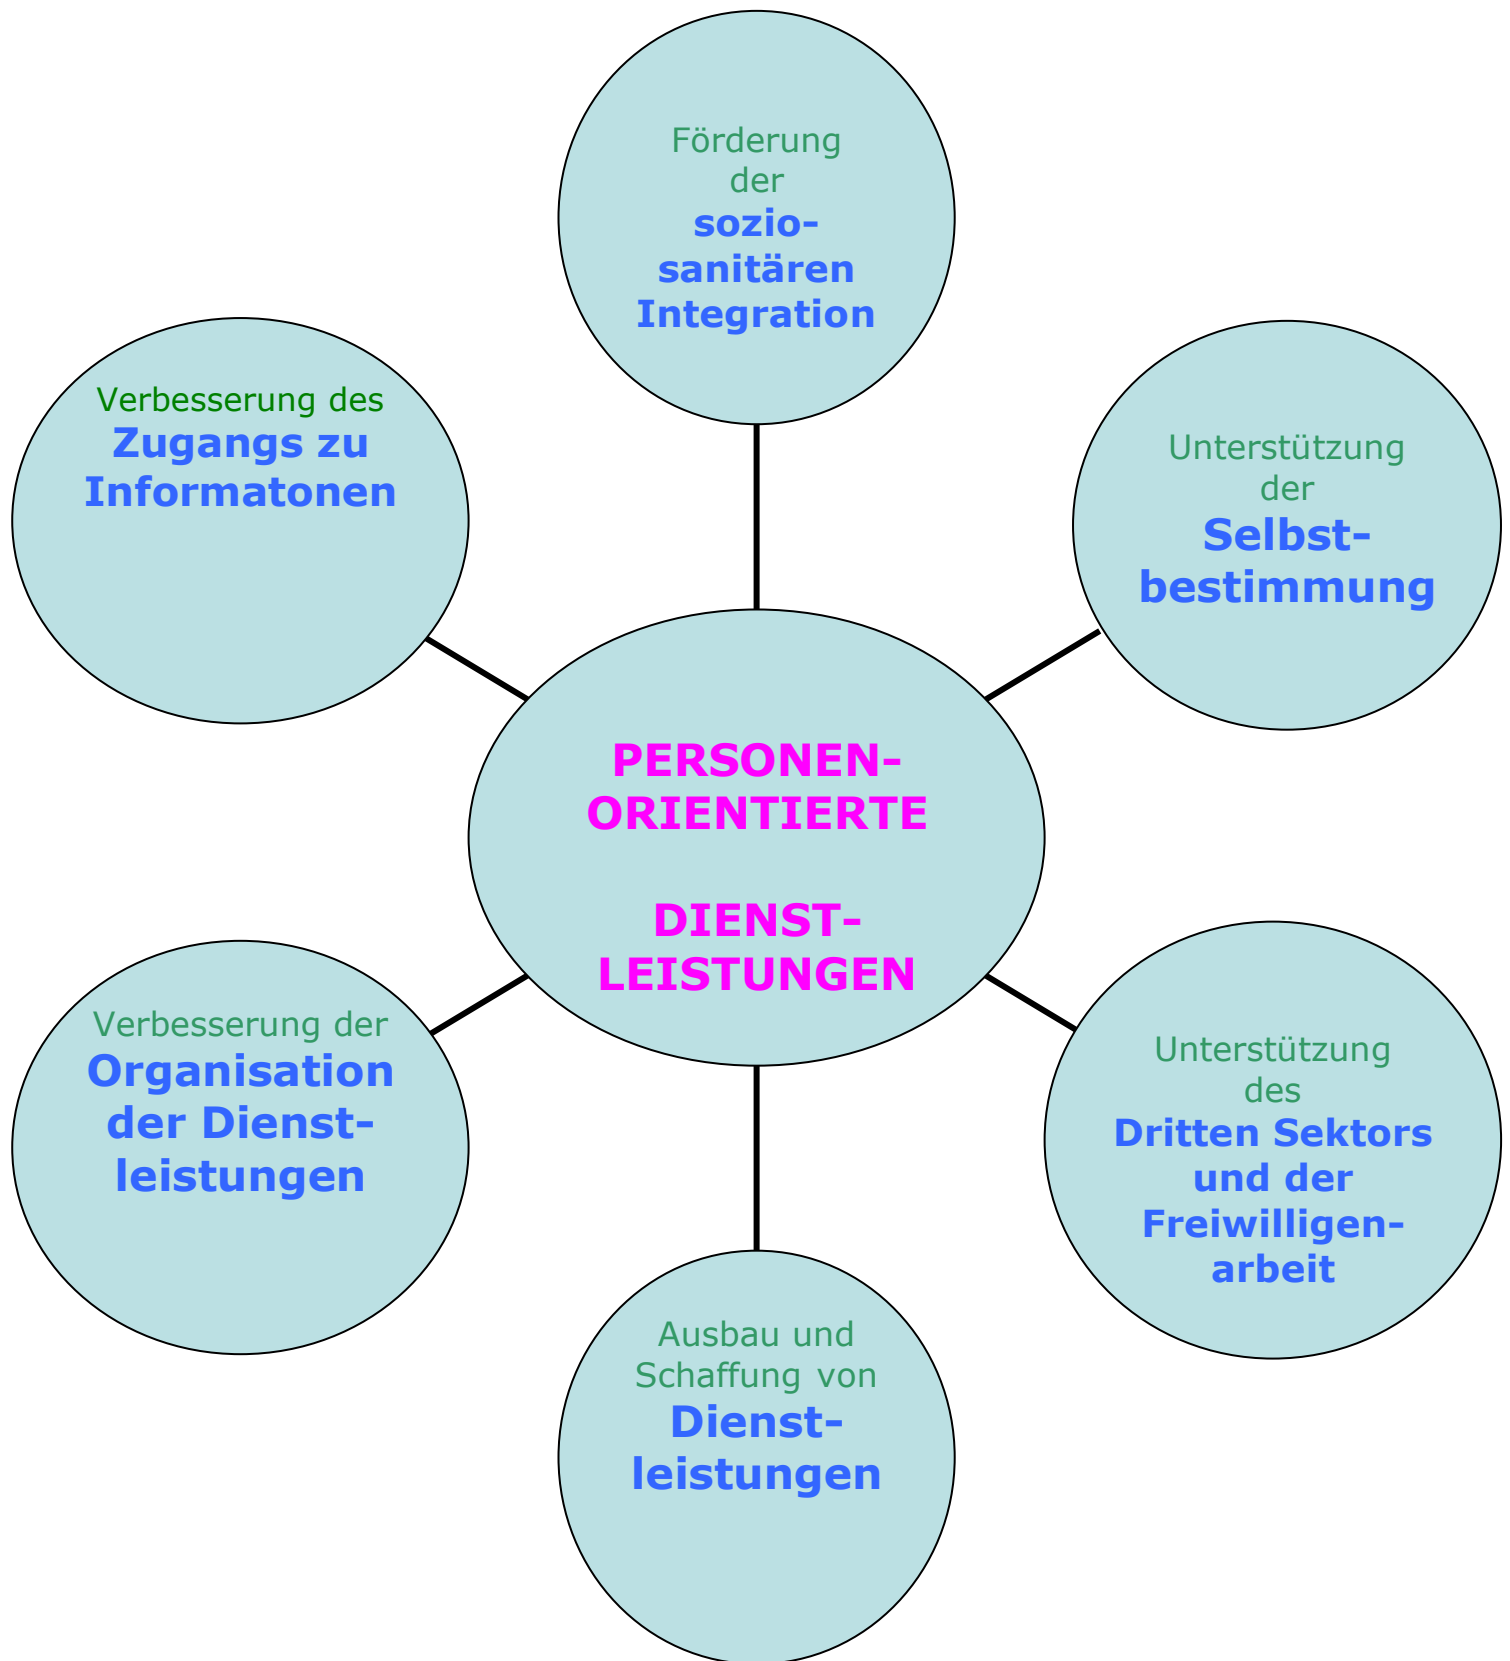 Förderung
der
sozio-
sanitären
Integration
Verbesserung des
Zugangs zu
Informatonen
Unterstützung
der
Selbst-
bestimmung
PERSONEN-
ORIENTIERTE
DIENST-
LEISTUNGEN
Verbesserung der
Organisation
der Dienst-
leistungen
Unterstützung
des
Dritten Sektors
und der
Freiwilligen-
arbeit
Ausbau und
Schaffung von
Dienst-
leistungen